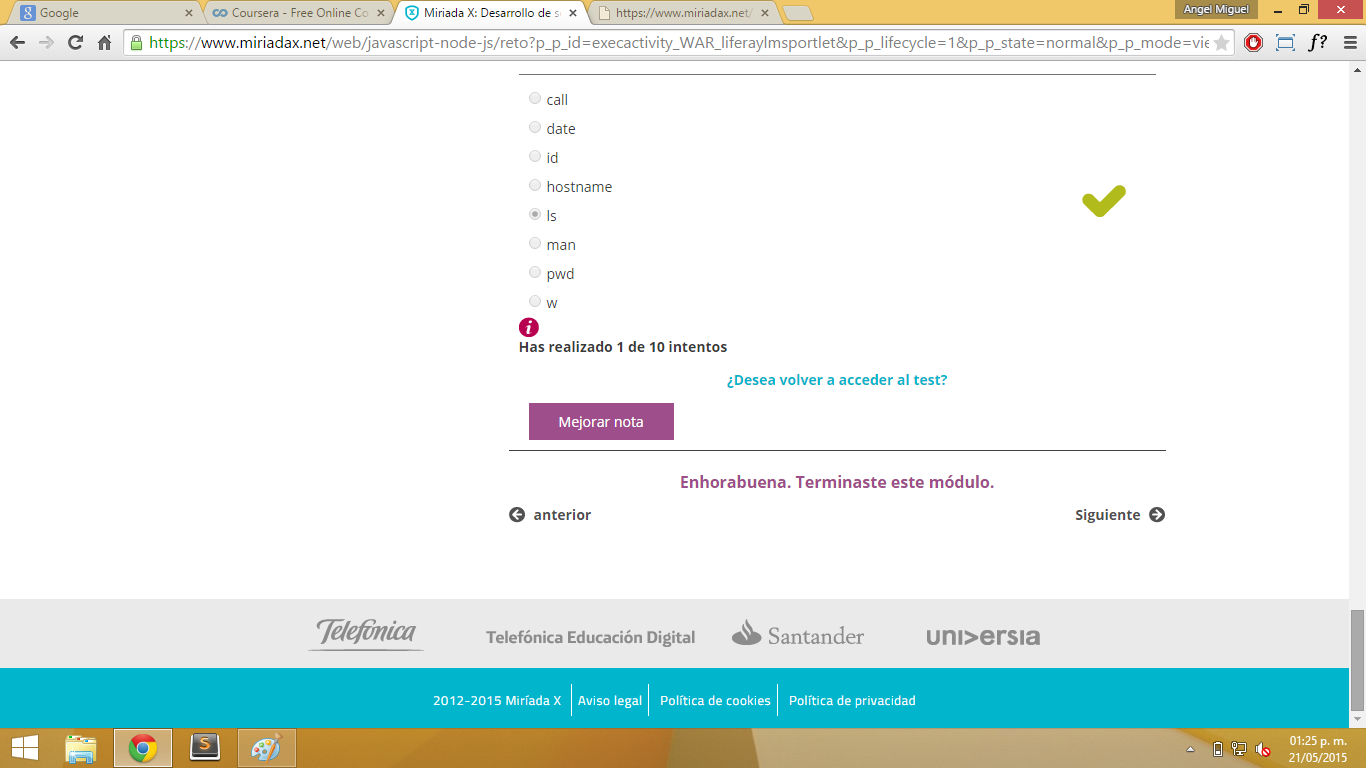 Google
Coursera - Free Online Co
Miriada X: Desarrollo de s
https://www.miriadax.net/
Angel Miguel
https://www.miriadax.net/web/javascript-node-js/reto?p_p_id=execactivity_WAR_liferaylmsportlet&p_p_lifecycle=1&p_p_state=normal&p_p_mode=vie
f?
call
date
id
hostname
ls
man
pwd
w
Has realizado 1 de 10 intentos
¿Desea volver a acceder al test?
Mejorar nota
Enhorabuena. Terminaste este módulo.
anterior
Siguiente
Telefónica
Telefónica Educación Digital
Santander
universia
2012-2015 Miríada X
Aviso legal
Política de cookies
Política de privacidad
01:25 p. m.
21/05/2015